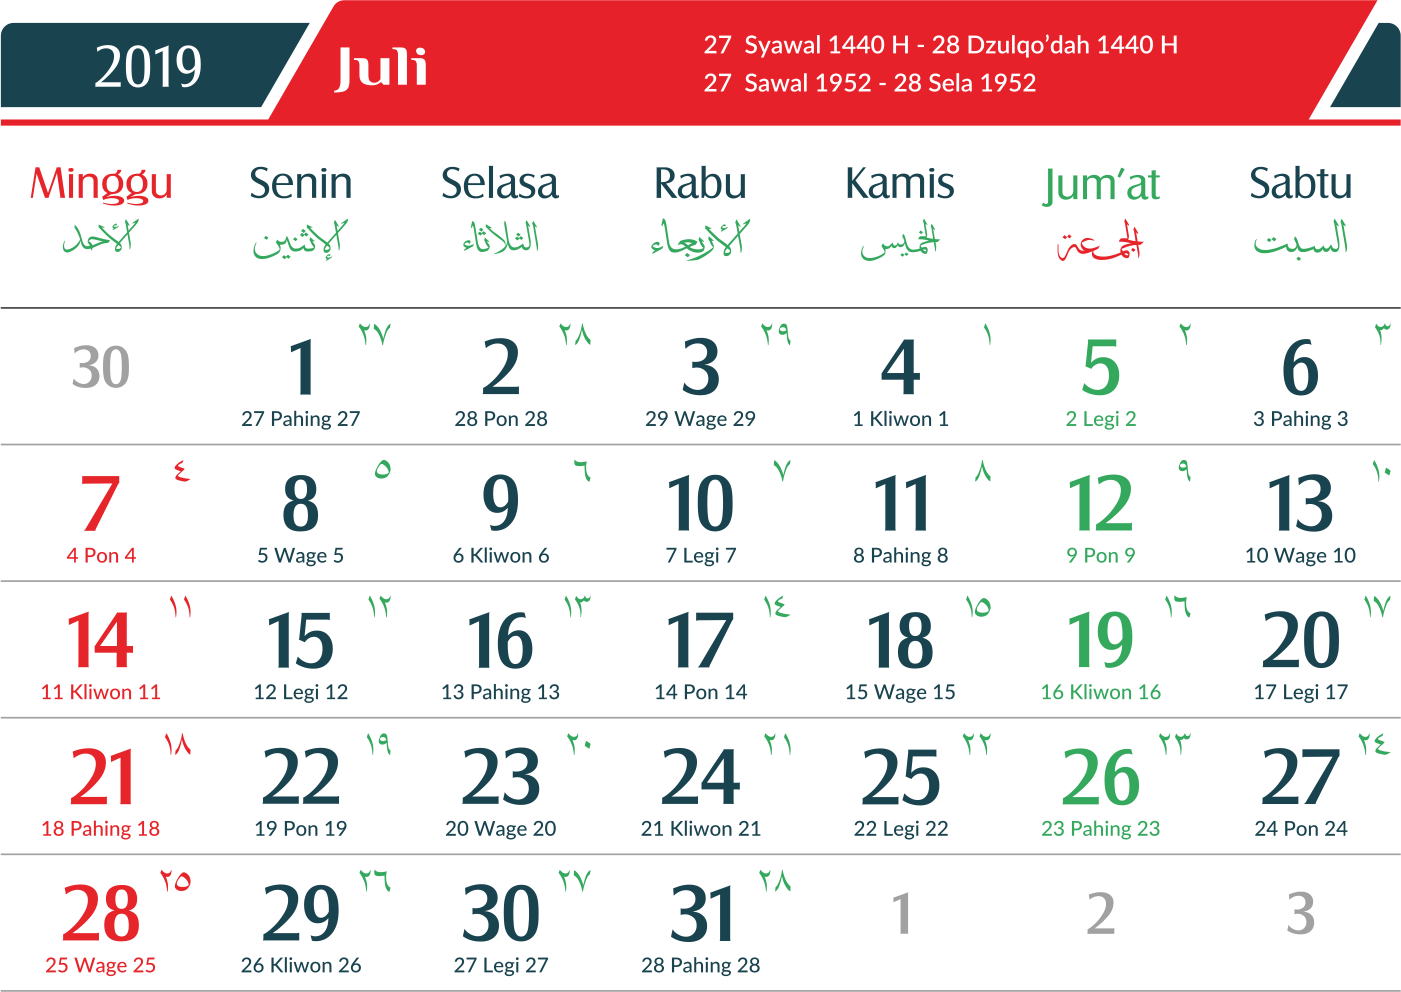 2019
Juli
27 Syawal 1440 H - 28 Dzulqo’dah 1440 H
27 Sawal 1952 - 28 Sela 1952
Minggu Senin Selasa Rabu Kamis Jum’at Sabtu
الأحد الإثنين الثلاثاء الأربعاء الخميس الجمعة السبت
٢٧ ٢٨ ٢٩ ١ ٢ ٣
30 1 2 3 4 5 6
27 Pahing 27 28 Pon 28 29 Wage 29 1 Kliwon 1 2 Legi 2 3 Pahing 3
٤ ٥ ٦ ٧ ٨ ٩ ١٠
7 8 9 10 11 12 13
4 Pon 4 5 Wage 5 6 Kliwon 6 7 Legi 7 8 Pahing 8 9 Pon 9 10 Wage 10
١١ ١٢ ١٣ ١٤ ١٥ ١٦ ١٧
14 15 16 17 18 19 20
11 Kliwon 11 12 Legi 12 13 Pahing 13 14 Pon 14 15 Wage 15 16 Kliwon 16 17 Legi 17
١٨ ١٩ ٢٠ ٢١ ٢٢ ٢٣ ٢٤
21 22 23 24 25 26 27
18 Pahing 18 19 Pon 19 20 Wage 20 21 Kliwon 21 22 Legi 22 23 Pahing 23 24 Pon 24
٢٥ ٢٦ ٢٧ ٢٨
28 29 30 31 1 2 3
25 Wage 25 26 Kliwon 26 27 Legi 27 28 Pahing 28